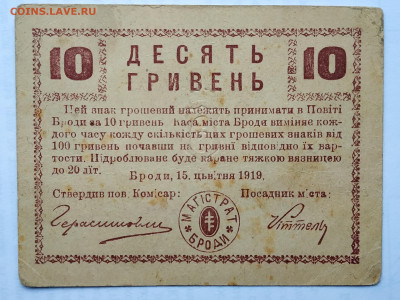 COINS.LAVE.RU
10 ДЕСЯТЬ 10
ГРИВЕНЬ
Цей знак грошевий належить принимати в Повіті
Броди за 10 гривень Каса міста Броди виміняє кож-
дого часу кожду скількість цих грошевих знаків від
100 гривень почавши на гривні відповідно їх вар-
тости. Підроблюванє буде каране тяжкою вязницею
до 20 літ.
Броди, 15. цьвітня 1919.
Ствердив пов. Комісар: Посадник міста:
МАҐІСТРАТ
БРОДИ